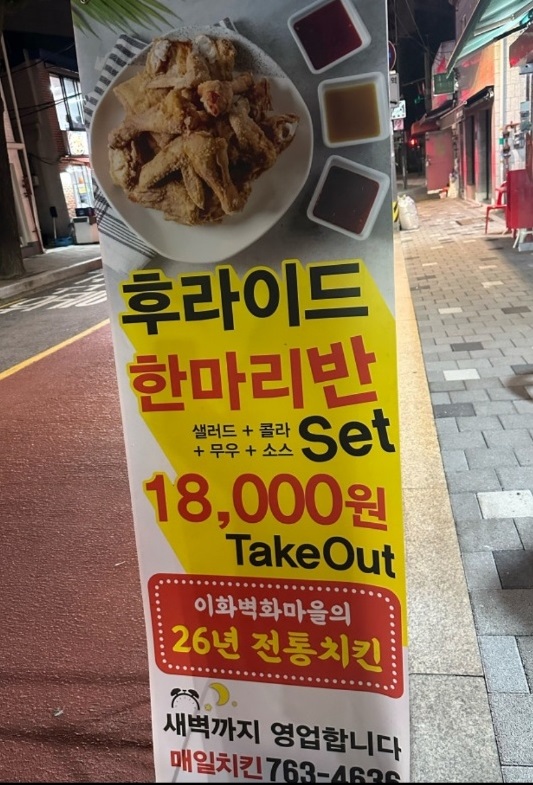 후라이드
한마리반
샐러드 + 콜라
+ 무우 + 소스
Set
18,000원
TakeOut
이화벽화마을의
26년 전통치킨
새벽까지 영업합니다
매일치킨 763-4636